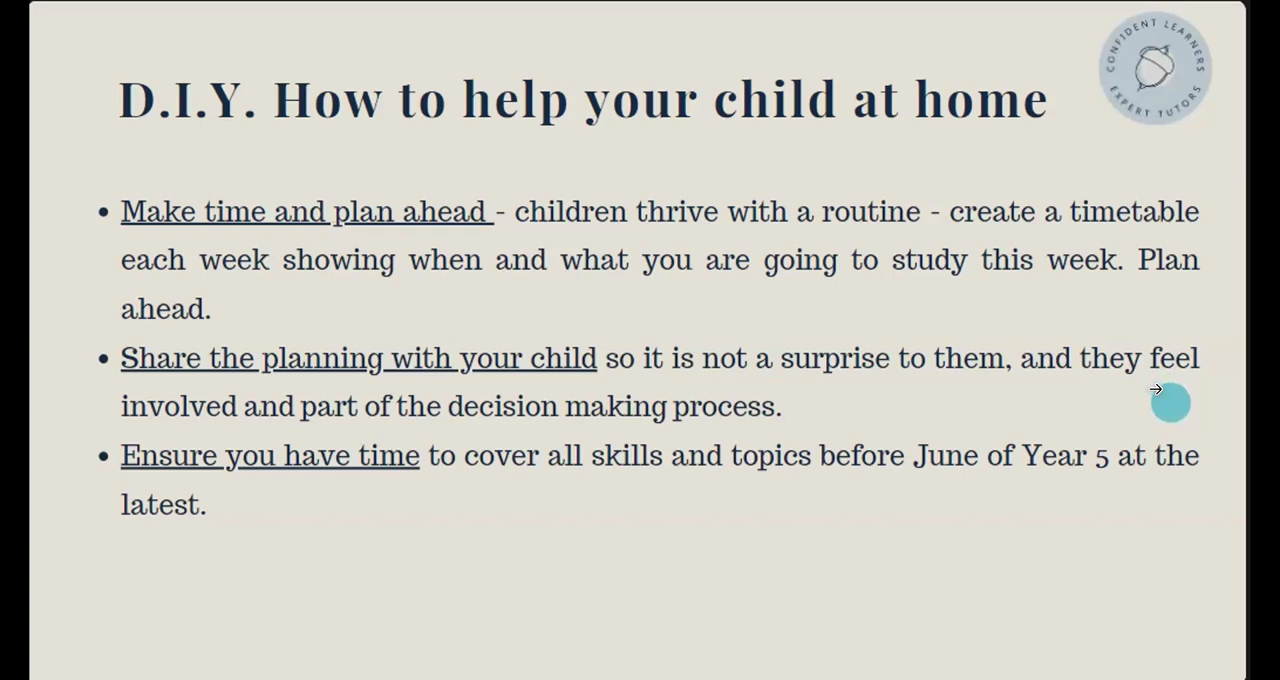 CONFIDENT LEARNERS
EXPERT TUTORS
D.I.Y. How to help your child at home
• Make time and plan ahead - children thrive with a routine - create a timetable
each week showing when and what you are going to study this week. Plan
ahead.
• Share the planning with your child so it is not a surprise to them, and they feel
involved and part of the decision making process.
• Ensure you have time to cover all skills and topics before June of Year 5 at the
latest.